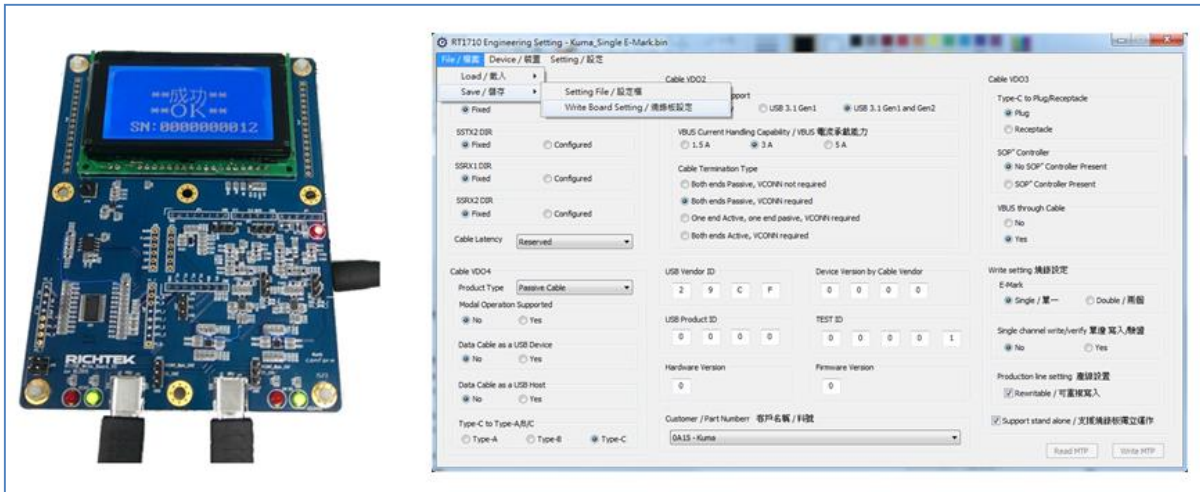 **成功**
**OK**
SN:0000000012
RICHTEK
RT1710 Engineering Setting - Kuma_Single E-Mark.bin
File / 檔案 Device / 裝置 Setting / 設定
Load / 載入
Save / 儲存
Setting File / 設定檔
Write Board Setting / 燒錄板設定
Fixed
SSTX2 DIR
Fixed Configured
SSRX1 DIR
Fixed Configured
SSRX2 DIR
Fixed Configured
Cable Latency Reserved
Cable VDO4
Product Type Passive Cable
Modal Operation Supported
No Yes
Data Cable as a USB Device
No Yes
Data Cable as a USB Host
No Yes
Type-C to Type-A/B/C
Type-A Type-B Type-C
Cable VDO2
USB 3.1 Gen1 USB 3.1 Gen1 and Gen2
VBUS Current Handling Capability / VBUS 電流承載能力
1.5 A 3 A 5 A
Cable Termination Type
Both ends Passive, VCONN not required
Both ends Passive, VCONN required
One end Active, one end pasive, VCONN required
Both ends Active, VCONN required
USB Vendor ID Device Version by Cable Vendor
2 9 C F 0 0 0 0
USB Product ID TEST ID
0 0 0 0 0 0 0 0 1
Hardware Version Firmware Version
0 0
Customer / Part Numberr 客戶名稱 / 料號
0A15 - Kuma
Cable VDO3
Type-C to Plug/Receptade
Plug
Receptade
SOP" Controller
No SOP" Controller Present
SOP" Controller Present
VBUS through Cable
No
Yes
Write setting 燒錄設定
E-Mark
Single / 單一 Double / 兩個
Single channel write/verify 單邊 寫入/驗證
No Yes
Production line setting 產線設置
Rewritable / 可重複寫入
Support stand alone / 支援燒錄板獨立運作
Read MTP Write MTP